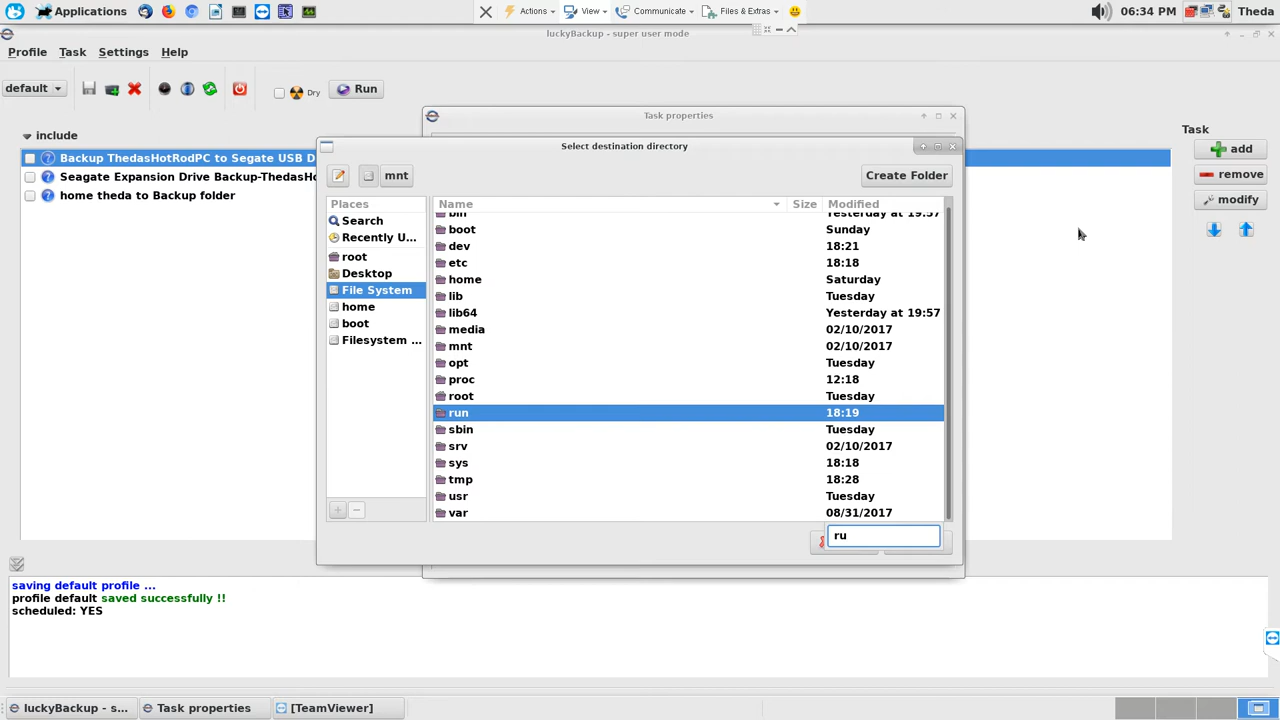 Applications
Actions
View
Communicate
Files & Extras
06:34 PM
Theda
luckyBackup - super user mode
Profile
Task
Settings
Help
default
Dry
Run
include
Backup ThedasHotRodPC to Segate USB D
Seagate Expansion Drive Backup-ThedasHo
home theda to Backup folder
Task
add
remove
modify
Task properties
Select destination directory
mnt
Create Folder
Places
Search
Recently U...
root
Desktop
File System
home
boot
Filesystem ...
Name Size Modified
bin Yesterday at 19:57
boot Sunday
dev 18:21
etc 18:18
home Saturday
lib Tuesday
lib64 Yesterday at 19:57
media 02/10/2017
mnt 02/10/2017
opt Tuesday
proc 12:18
root Tuesday
run 18:19
sbin Tuesday
srv 02/10/2017
sys 18:18
tmp 18:28
usr Tuesday
var 08/31/2017
ru
saving default profile ...
profile default saved successfully !!
scheduled: YES
luckyBackup - s...
Task properties
[TeamViewer]